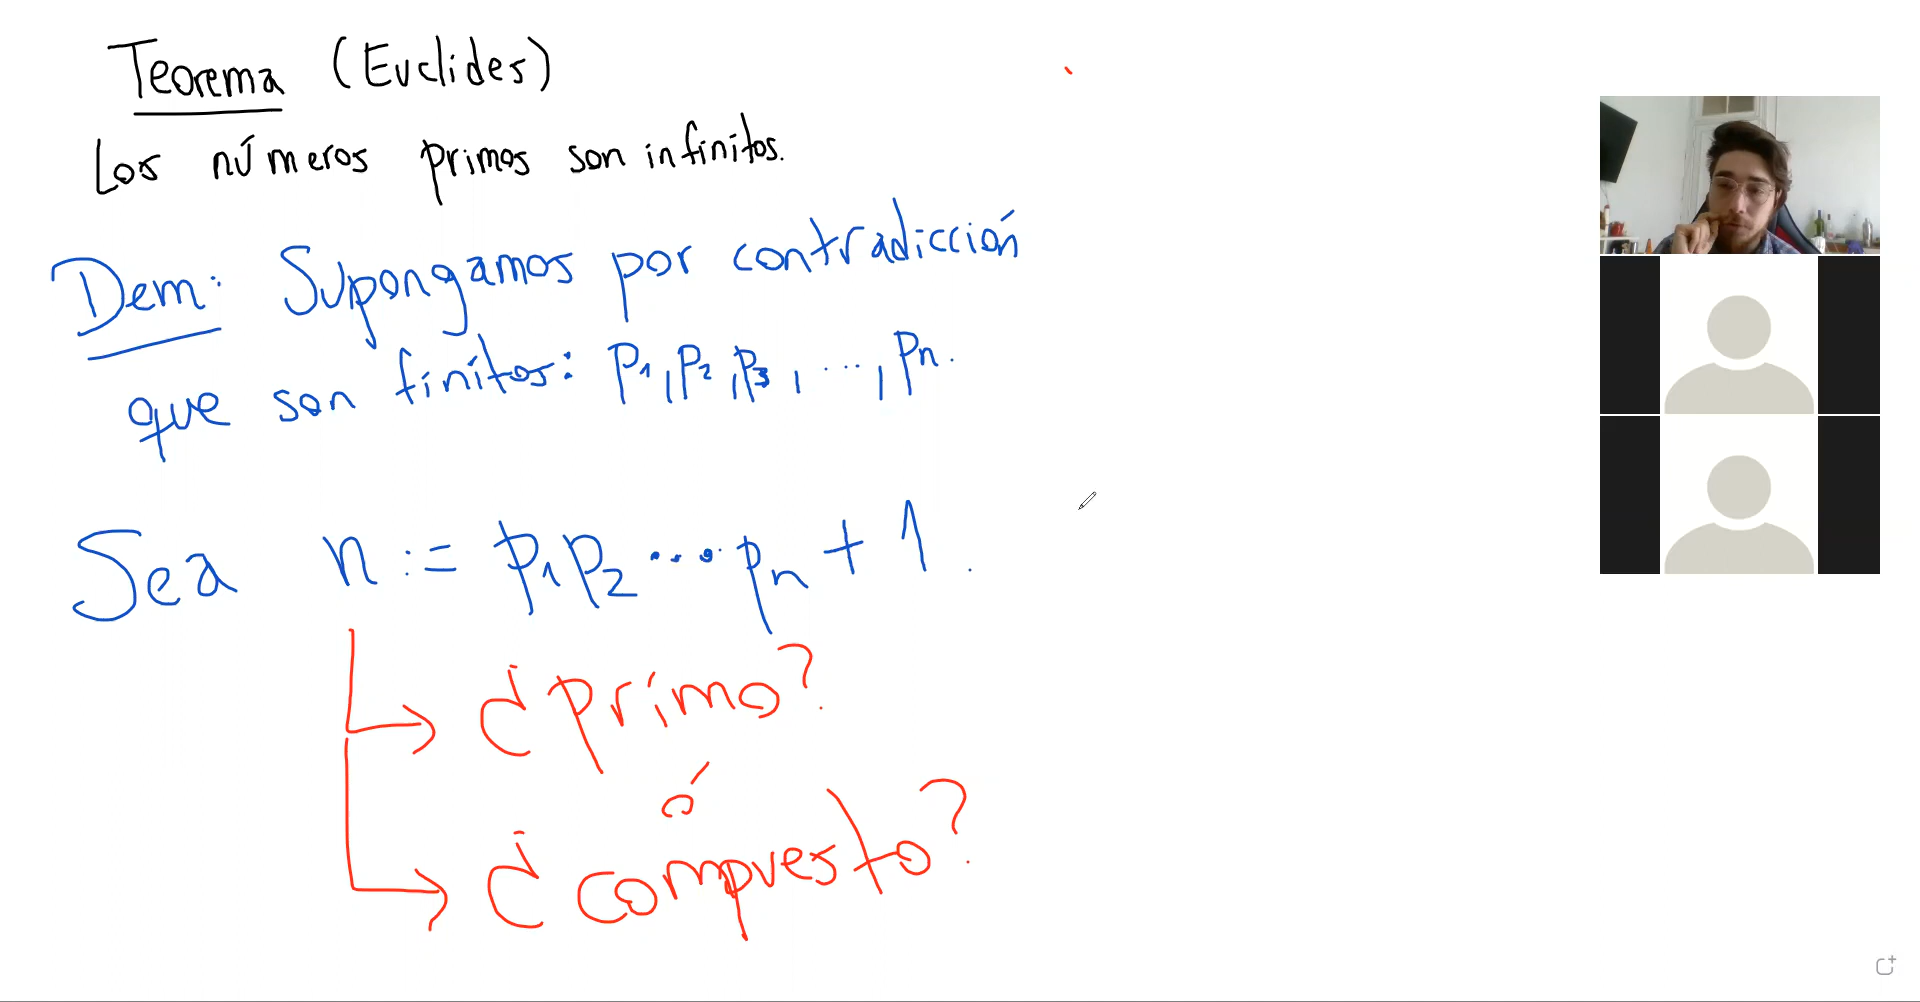 Teorema (Euclides)
Los números primos son infinitos.
Dem: Supongamos por contradicción
que son finitos: p₁, p₂, p₃, ..., pₙ.
Sea n := p₁p₂ ... pₙ + 1.
¿primo?
ó
¿compuesto?